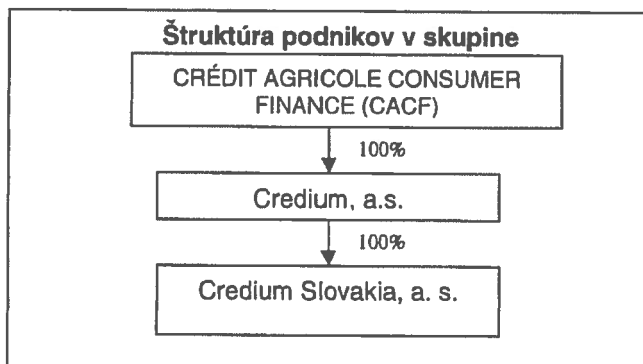 Štruktúra podnikov v skupine
CRÉDIT AGRICOLE CONSUMER
FINANCE (CACF)
100%
Credium, a.s.
100%
Credium Slovakia, a. s.